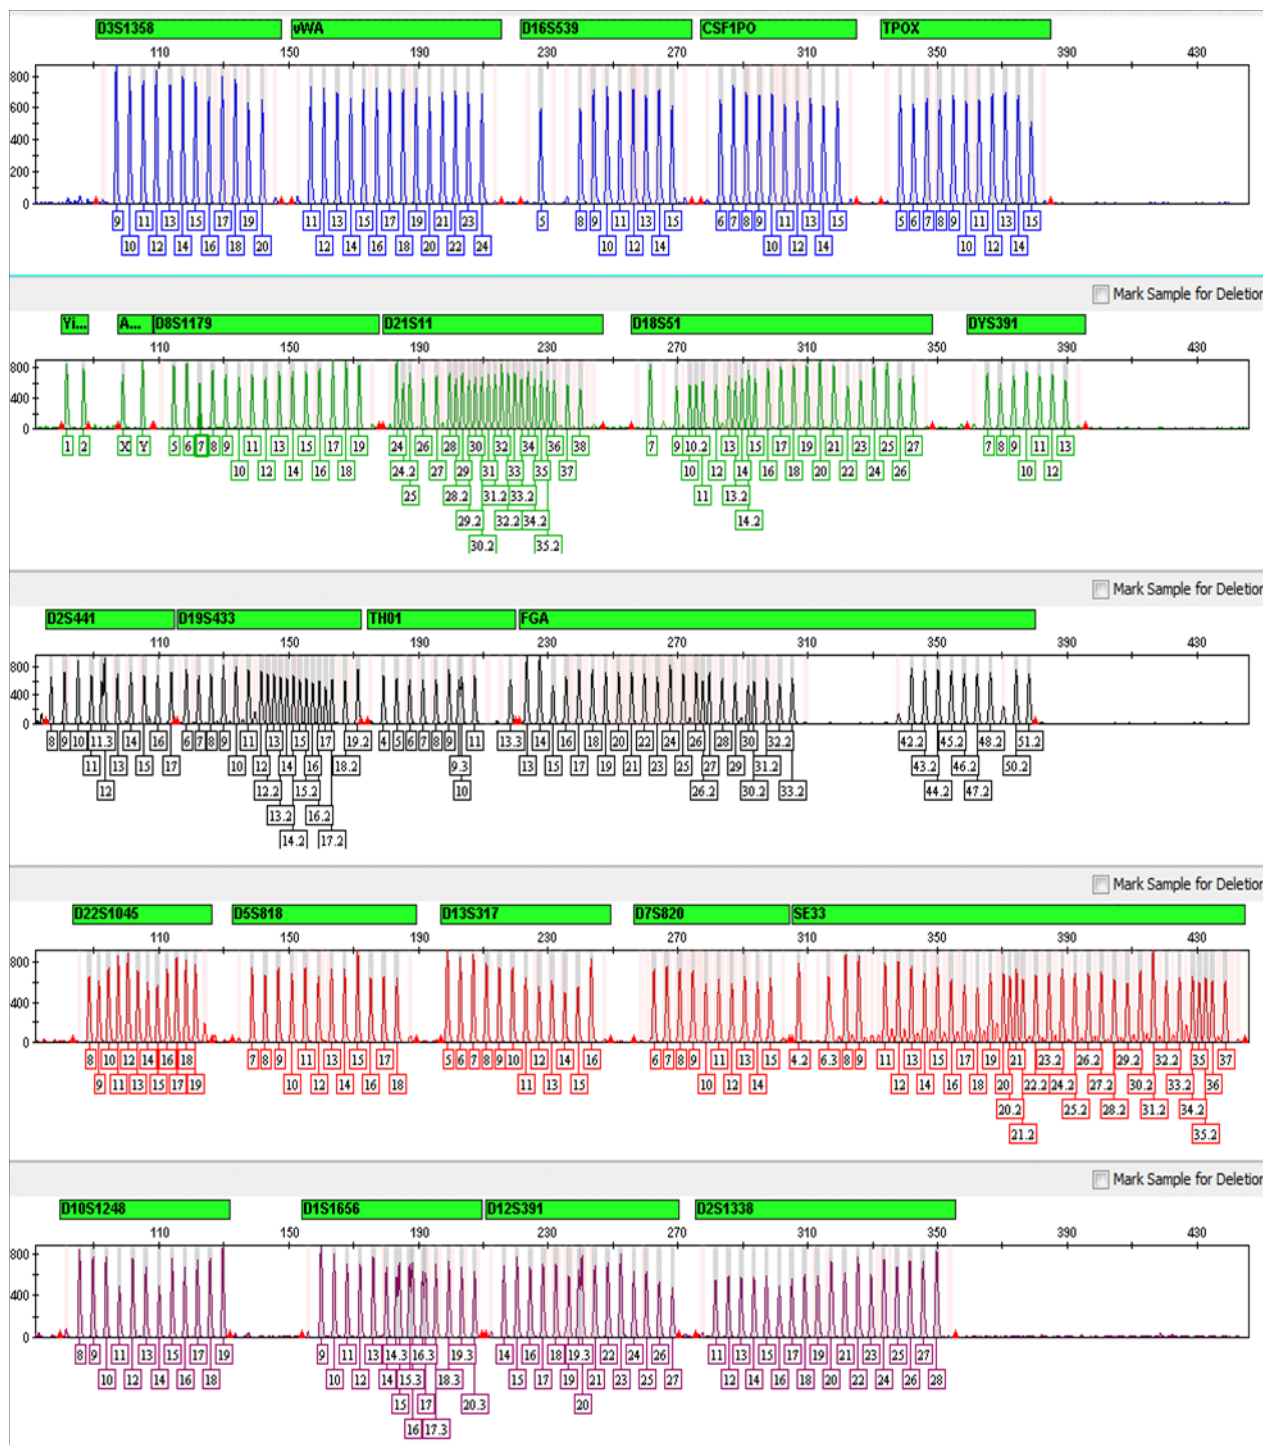 D3S1358 vWA D16S539 CSF1PO TPOX
110 150 190 230 270 310 350 390 430
800
600
400
200
0
9 11 13 15 17 19 11 13 15 17 19 21 23 5 8 9 11 13 15 6 7 8 9 11 13 15 5 6 7 8 9 11 13 15
10 12 14 16 18 20 12 14 16 18 20 22 24 10 12 14 10 12 14 10 12 14
Mark Sample for Deletion
Yi... A... D8S1179 D21S11 D18S51 DYS391
110 150 190 230 270 310 350 390 430
800
400
0
1 2 X Y 5 6 7 8 9 11 13 15 17 19 24 26 28 30 32 34 36 38 7 9 10.2 13 15 17 19 21 23 25 27 7 8 9 11 13
10 12 14 16 18 24.2 27 29 31 33 35 37 10 12 14 16 18 20 22 24 26 10 12
25 28.2 31.2 33.2 11 13.2
29.2 32.2 34.2 14.2
30.2 35.2
Mark Sample for Deletion
D2S441 D19S433 TH01 FGA
110 150 190 230 270 310 350 390 430
800
400
0
8 9 10 11.3 14 16 6 7 8 9 11 13 15 17 19.2 4 5 6 7 8 9 11 13.3 14 16 18 20 22 24 26 28 30 32.2 42.2 45.2 48.2 51.2
11 13 15 17 10 12 14 16 18.2 9.3 13 15 17 19 21 23 25 27 29 31.2 43.2 46.2 50.2
12 12.2 15.2 10 26.2 30.2 33.2 44.2 47.2
13.2 16.2
14.2 17.2
Mark Sample for Deletion
D22S1045 D5S818 D13S317 D7S820 SE33
110 150 190 230 270 310 350 390 430
800
400
0
8 10 12 14 16 18 7 8 9 11 13 15 17 5 6 7 8 9 10 12 14 16 6 7 8 9 11 13 15 4.2 6.3 8 9 11 13 15 17 19 21 23.2 26.2 29.2 32.2 35 37
9 11 13 15 17 19 10 12 14 16 18 11 13 15 10 12 14 12 14 16 18 20 22.2 24.2 27.2 30.2 33.2 36
20.2 25.2 28.2 31.2 34.2
21.2 35.2
Mark Sample for Deletion
D10S1248 D1S1656 D12S391 D2S1338
110 150 190 230 270 310 350 390 430
800
400
0
8 9 11 13 15 17 19 9 11 13 14.3 16.3 19.3 14 16 18 19.3 22 24 26 11 13 15 17 19 21 23 25 27
10 12 14 16 18 10 12 14 15.3 18.3 15 17 19 21 23 25 27 12 14 16 18 20 22 24 26 28
15 17 20.3 20
16 17.3